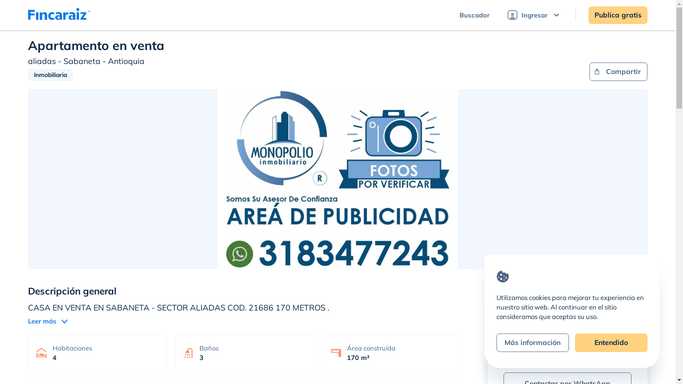 Fincaraiz
Buscador
Ingresar
Publica gratis
Apartamento en venta
aliadas - Sabaneta - Antioquia
Inmobiliaria
Compartir
MONOPOLIO
inmobiliario
®
FOTOS
POR VERIFICAR
Somos Su Asesor De Confianza
AREÁ DE PUBLICIDAD
3183477243
Descripción general
CASA EN VENTA EN SABANETA - SECTOR ALIADAS COD. 21686 170 METROS .
Leer más
Habitaciones
4
Baños
3
Área construida
170 m²
Utilizamos cookies para mejorar tu experiencia en
nuestro sitio web. Al continuar en el sitio
consideramos que aceptas su uso.
Más información
Entendido
Contactar por WhatsApp